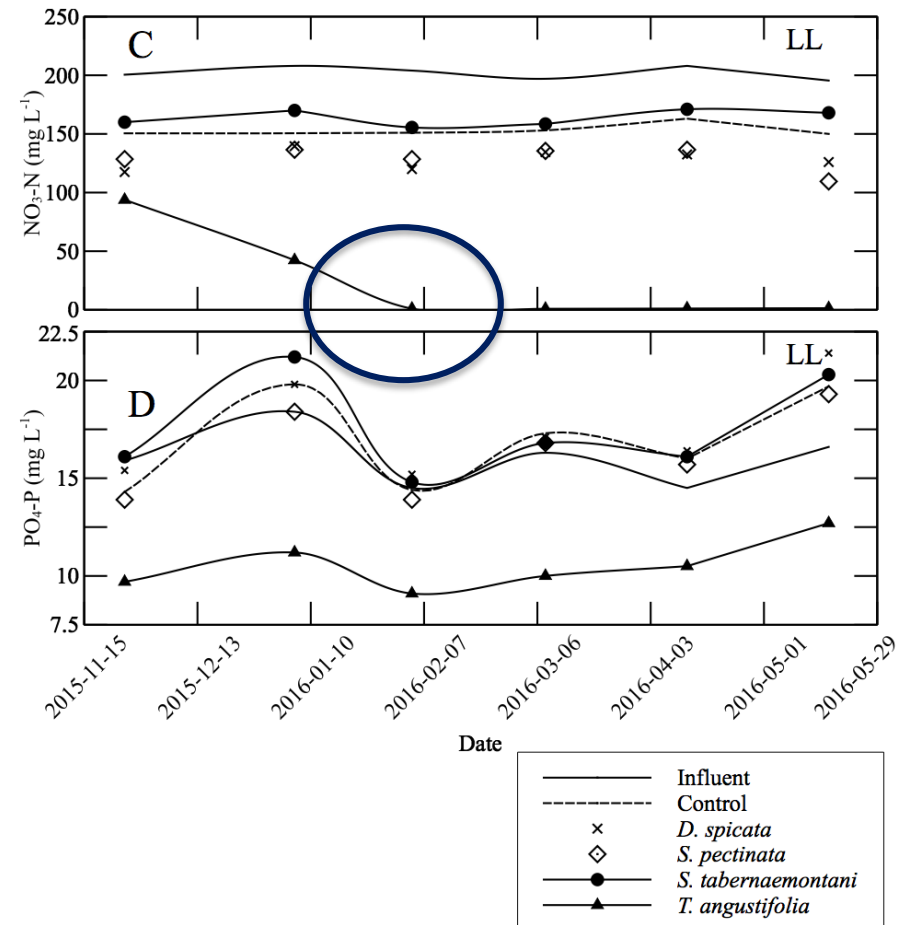 250
C
LL
200
150
100
50
0
NO₃-N (mg L⁻¹)
22.5
LL
20
D
15
10
7.5
PO₄-P (mg L⁻¹)
2015-11-15
2015-12-13
2016-01-10
2016-02-07
2016-03-06
2016-04-03
2016-05-01
2016-05-29
Date
Influent
Control
D. spicata
S. pectinata
S. tabernaemontani
T. angustifolia